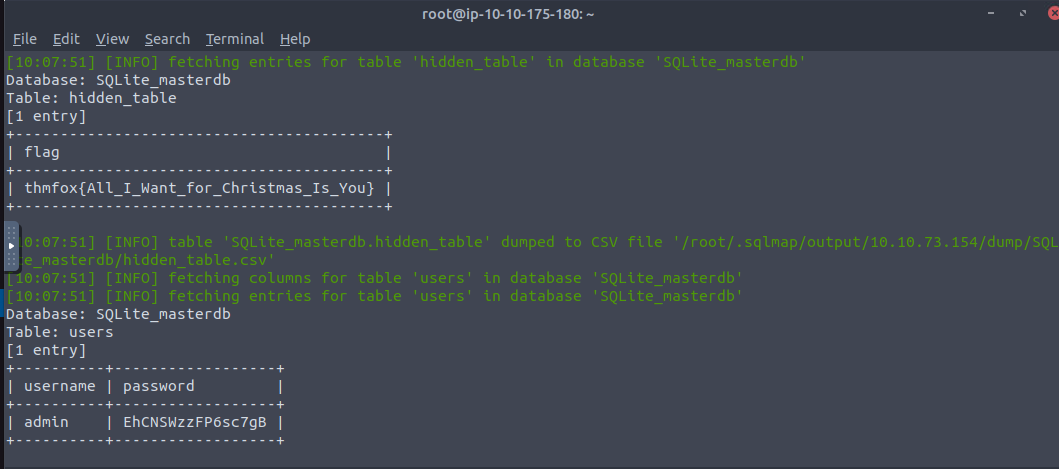 root@ip-10-10-175-180: ~
File Edit View Search Terminal Help
[10:07:51] [INFO] fetching entries for table 'hidden_table' in database 'SQLite_masterdb'
Database: SQLite_masterdb
Table: hidden_table
[1 entry]
+-----------------------------------------+
| flag                                    |
+-----------------------------------------+
| thmfox{All_I_Want_for_Christmas_Is_You} |
+-----------------------------------------+
10:07:51] [INFO] table 'SQLite_masterdb.hidden_table' dumped to CSV file '/root/.sqlmap/output/10.10.73.154/dump/SQL
te_masterdb/hidden_table.csv'
[10:07:51] [INFO] fetching columns for table 'users' in database 'SQLite_masterdb'
[10:07:51] [INFO] fetching entries for table 'users' in database 'SQLite_masterdb'
Database: SQLite_masterdb
Table: users
[1 entry]
+----------+------------------+
| username | password         |
+----------+------------------+
| admin    | EhCNSWzzFP6sc7gB |
+----------+------------------+